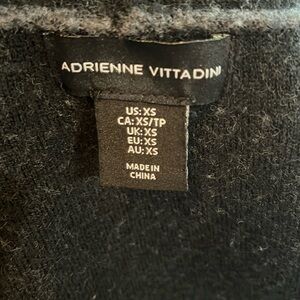 ADRIENNE VITTADINI
US: XS
CA: XS/TP
UK: XS
EU: XS
AU: XS
MADE IN
CHINA